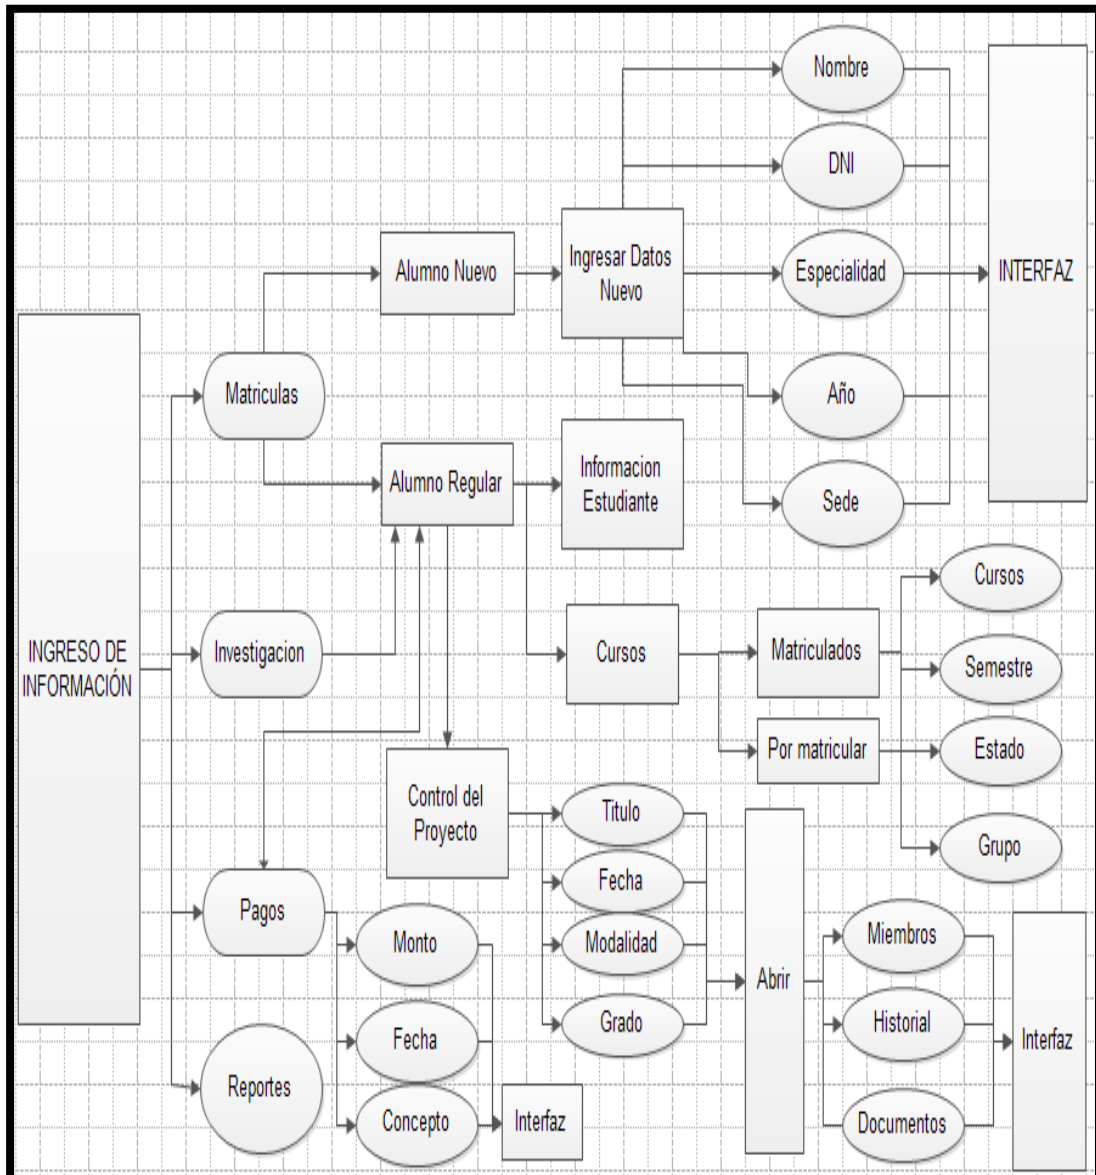 Nombre
DNI
Ingresar Datos
Nuevo
Alumno Nuevo
Especialidad
INTERFAZ
Matriculas
Año
Alumno Regular
Informacion
Estudiante
Sede
Cursos
INGRESO DE
INFORMACIÓN
Investigacion
Cursos
Matriculados
Semestre
Por matricular
Estado
Control del
Proyecto
Titulo
Grupo
Fecha
Pagos
Monto
Modalidad
Miembros
Abrir
Grado
Historial
Fecha
Interfaz
Reportes
Concepto
Interfaz
Documentos